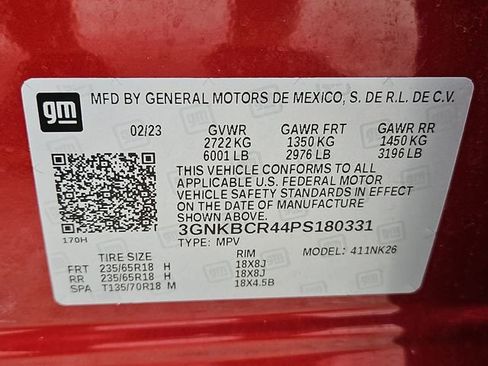 gm
MFD BY GENERAL MOTORS DE MEXICO, S. DE R.L. DE C.V.
02/23 GVWR GAWR FRT GAWR RR
2722 KG 1350 KG 1450 KG
6001 LB 2976 LB 3196 LB
THIS VEHICLE CONFORMS TO ALL
APPLICABLE U.S. FEDERAL MOTOR
VEHICLE SAFETY STANDARDS IN EFFECT
ON THE DATE OF MANUFACTURE
SHOWN ABOVE.
3GNKBCR44PS180331
170H
TYPE: MPV MODEL: 411NK26
TIRE SIZE RIM
FRT 235/65R18 H 18X8J
RR 235/65R18 H 18X8J
SPA T135/70R18 M 18X4.5B